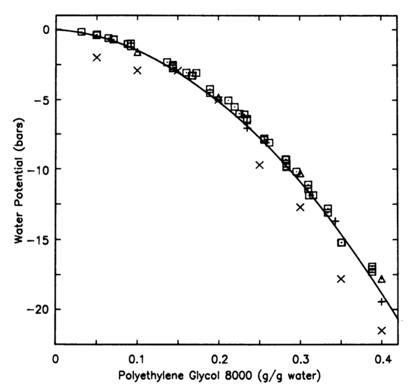 0
-5
-10
-15
-20
Water Potential (bars)
0 0.1 0.2 0.3 0.4
Polyethylene Glycol 8000 (g/g water)